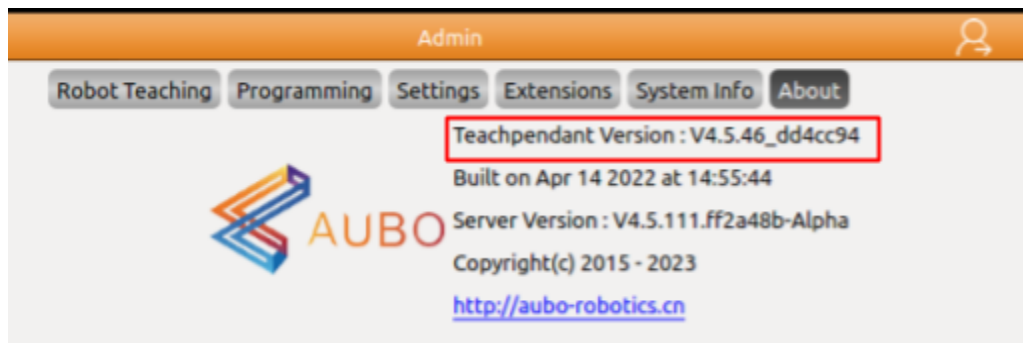 Admin
Robot Teaching Programming Settings Extensions System Info About
Teachpendant Version : V4.5.46_dd4cc94
Built on Apr 14 2022 at 14:55:44
AUBO
Server Version : V4.5.111.ff2a48b-Alpha
Copyright(c) 2015 - 2023
http://aubo-robotics.cn